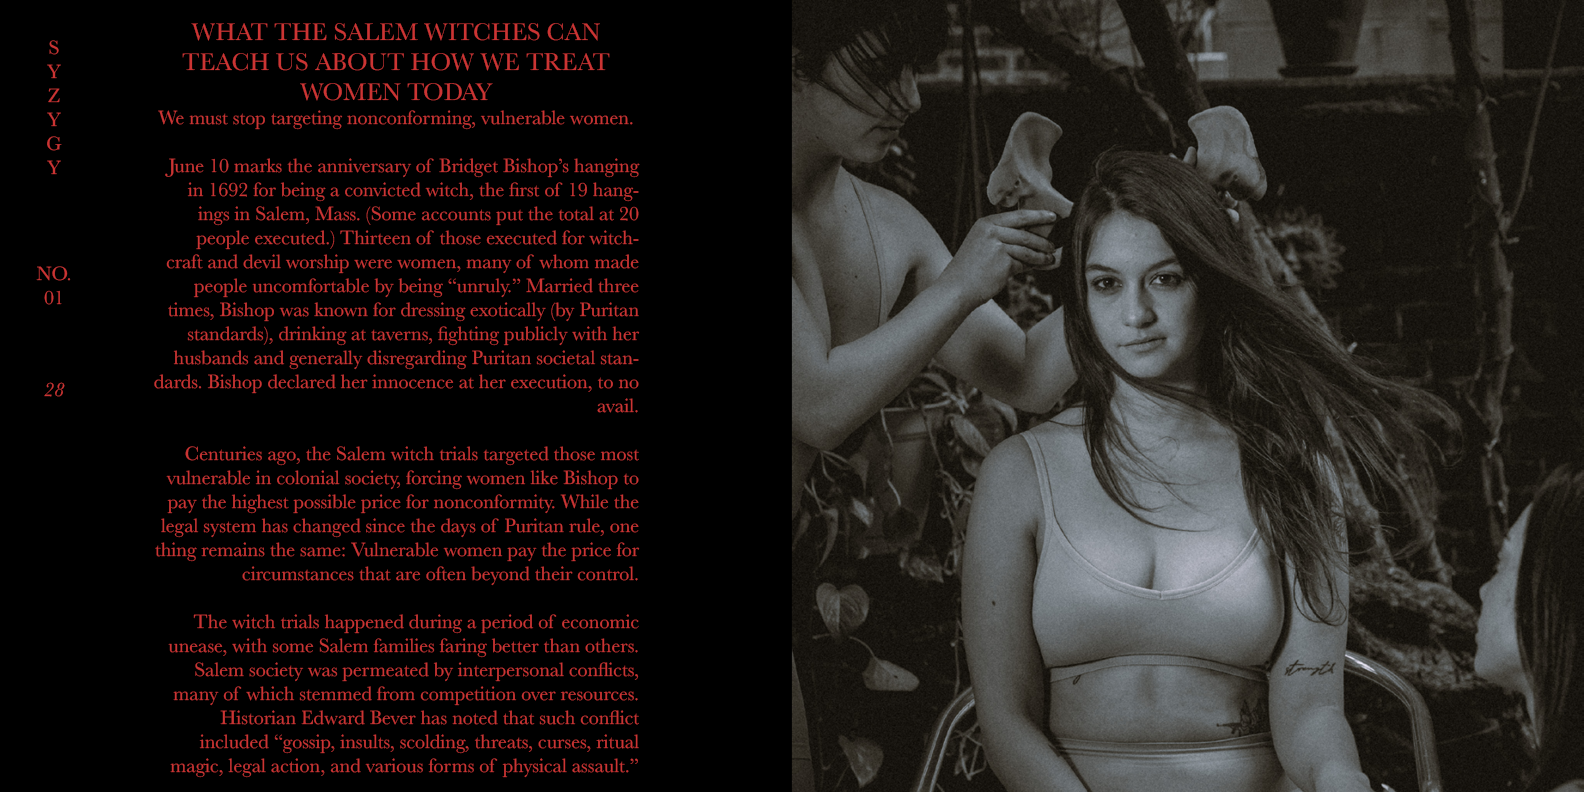 SYZYGY
NO.
01
28
WHAT THE SALEM WITCHES CAN
TEACH US ABOUT HOW WE TREAT
WOMEN TODAY
We must stop targeting nonconforming, vulnerable women.
June 10 marks the anniversary of Bridget Bishop’s hanging
in 1692 for being a convicted witch, the first of 19 hang-
ings in Salem, Mass. (Some accounts put the total at 20
people executed.) Thirteen of those executed for witch-
craft and devil worship were women, many of whom made
people uncomfortable by being “unruly.” Married three
times, Bishop was known for dressing exotically (by Puritan
standards), drinking at taverns, fighting publicly with her
husbands and generally disregarding Puritan societal stan-
dards. Bishop declared her innocence at her execution, to no
avail.
Centuries ago, the Salem witch trials targeted those most
vulnerable in colonial society, forcing women like Bishop to
pay the highest possible price for nonconformity. While the
legal system has changed since the days of Puritan rule, one
thing remains the same: Vulnerable women pay the price for
circumstances that are often beyond their control.
The witch trials happened during a period of economic
unease, with some Salem families faring better than others.
Salem society was permeated by interpersonal conflicts,
many of which stemmed from competition over resources.
Historian Edward Bever has noted that such conflict
included “gossip, insults, scolding, threats, curses, ritual
magic, legal action, and various forms of physical assault.”
strength